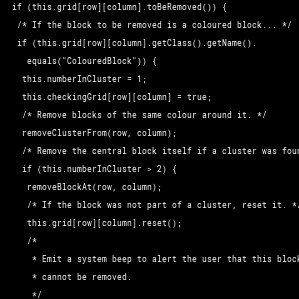 if (this.grid[row][column].toBeRemoved()) {
/* If the block to be removed is a coloured block... */
if (this.grid[row][column].getClass().getName().
equals("ColouredBlock")) {
this.numberInCluster = 1;
this.checkingGrid[row][column] = true;
/* Remove blocks of the same colour around it. */
removeClusterFrom(row, column);
/* Remove the central block itself if a cluster was
if (this.numberInCluster > 2) {
removeBlockAt(row, column);
/* If the block was not part of a cluster, reset it. */
this.grid[row][column].reset();
/*
* Emit a system beep to alert the user that this block
* cannot be removed.
*/